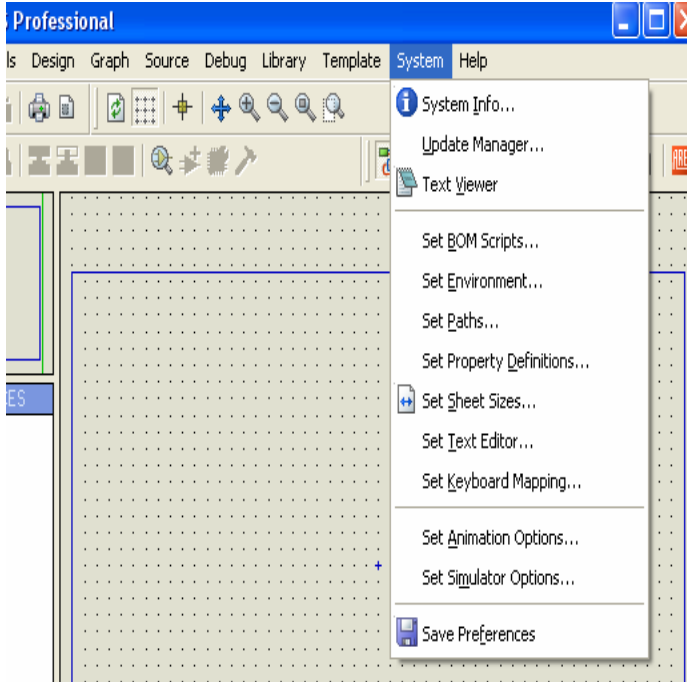 Professional
Design Graph Source Debug Library Template System Help
System Info...
Update Manager...
Text Viewer
Set BOM Scripts...
Set Environment...
Set Paths...
Set Property Definitions...
Set Sheet Sizes...
Set Text Editor...
Set Keyboard Mapping...
Set Animation Options...
Set Simulator Options...
Save Preferences